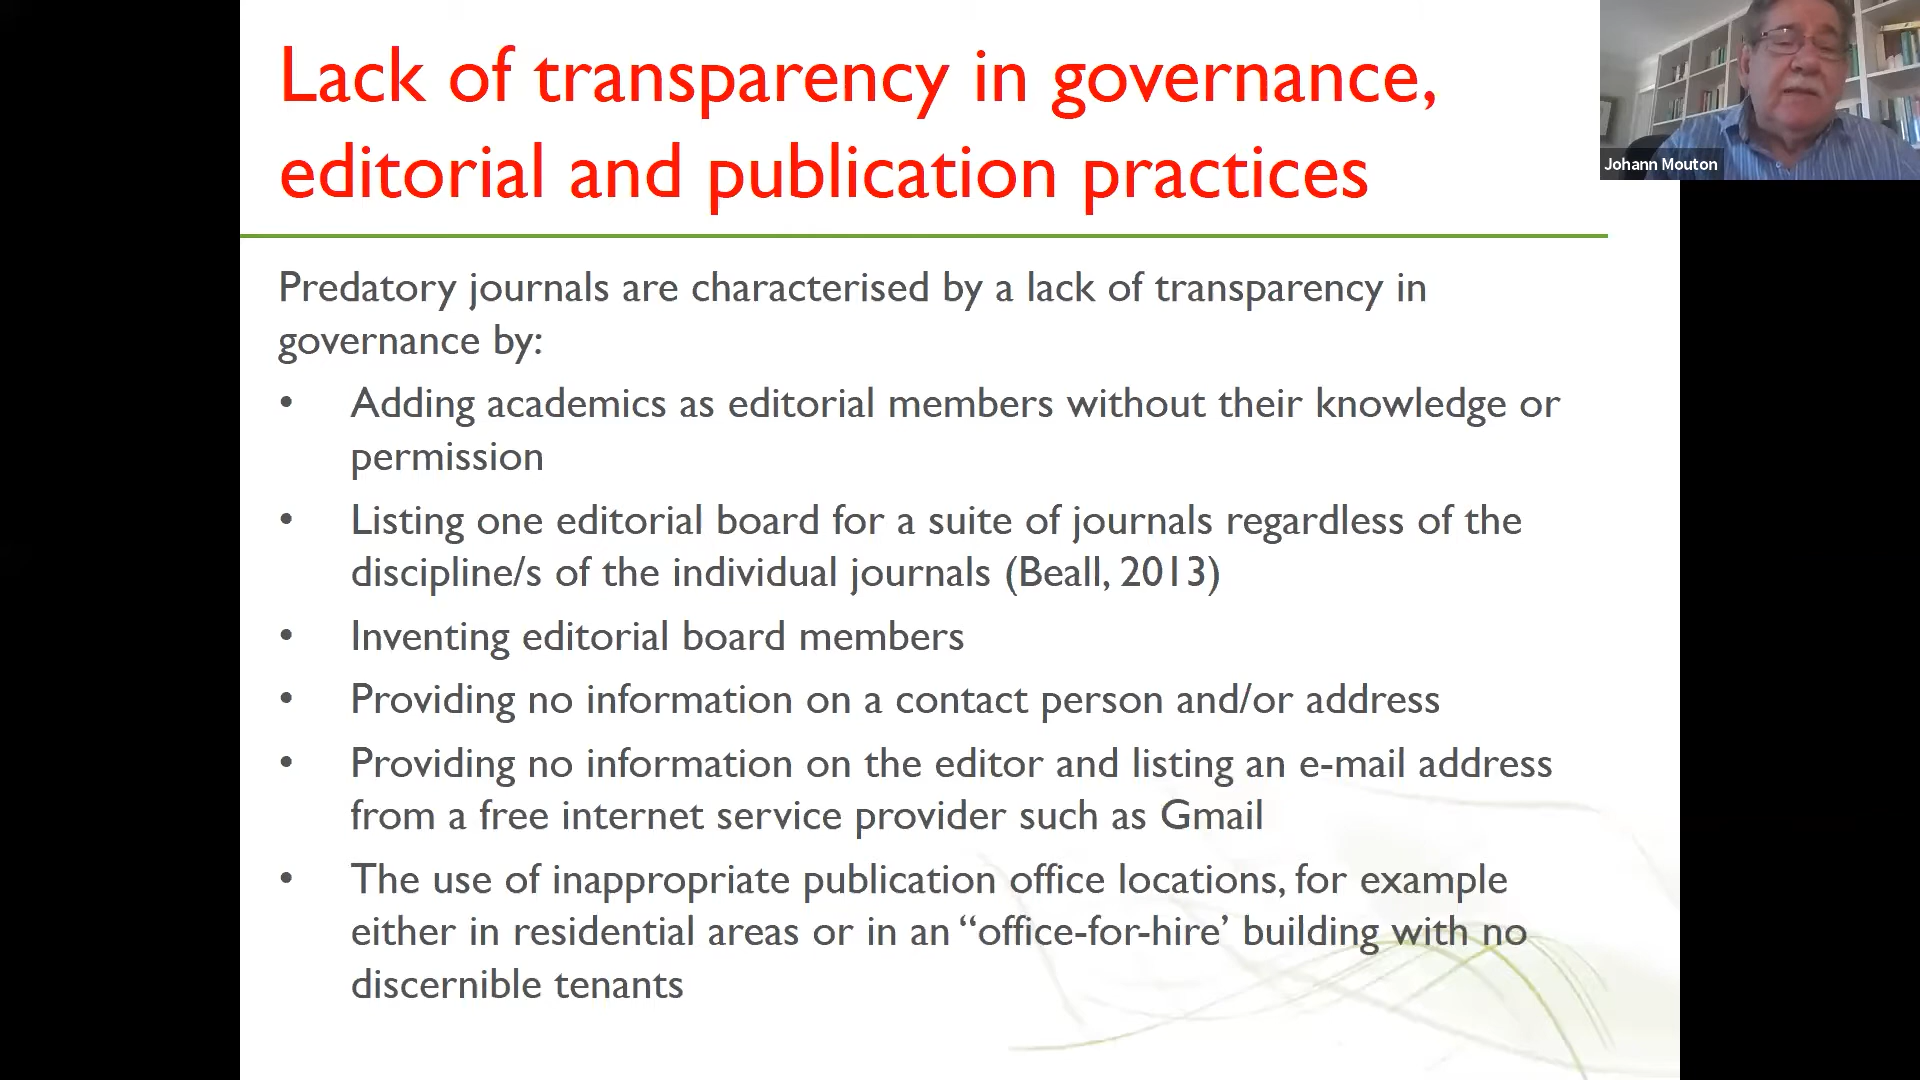 Lack of transparency in governance,
editorial and publication practices
Johann Mouton
Predatory journals are characterised by a lack of transparency in
governance by:
• Adding academics as editorial members without their knowledge or
permission
• Listing one editorial board for a suite of journals regardless of the
discipline/s of the individual journals (Beall, 2013)
• Inventing editorial board members
• Providing no information on a contact person and/or address
• Providing no information on the editor and listing an e-mail address
from a free internet service provider such as Gmail
• The use of inappropriate publication office locations, for example
either in residential areas or in an “office-for-hire’ building with no
discernible tenants